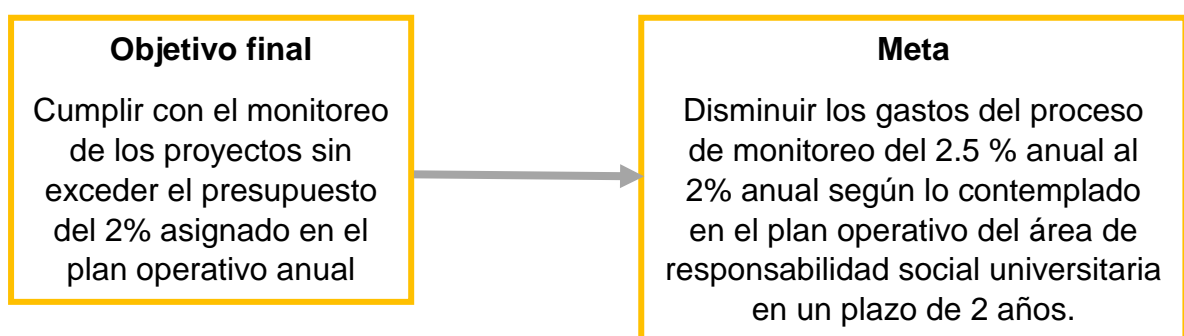 Objetivo final
Cumplir con el monitoreo
de los proyectos sin
exceder el presupuesto
del 2% asignado en el
plan operativo anual
Meta
Disminuir los gastos del proceso
de monitoreo del 2.5 % anual al
2% anual según lo contemplado
en el plan operativo del área de
responsabilidad social universitaria
en un plazo de 2 años.